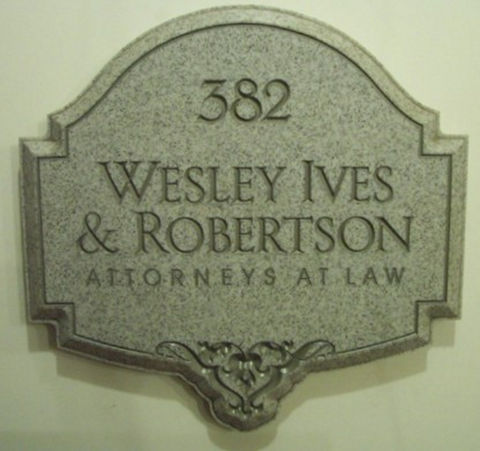 382
WESLEY IVES
& ROBERTSON
ATTORNEYS AT LAW